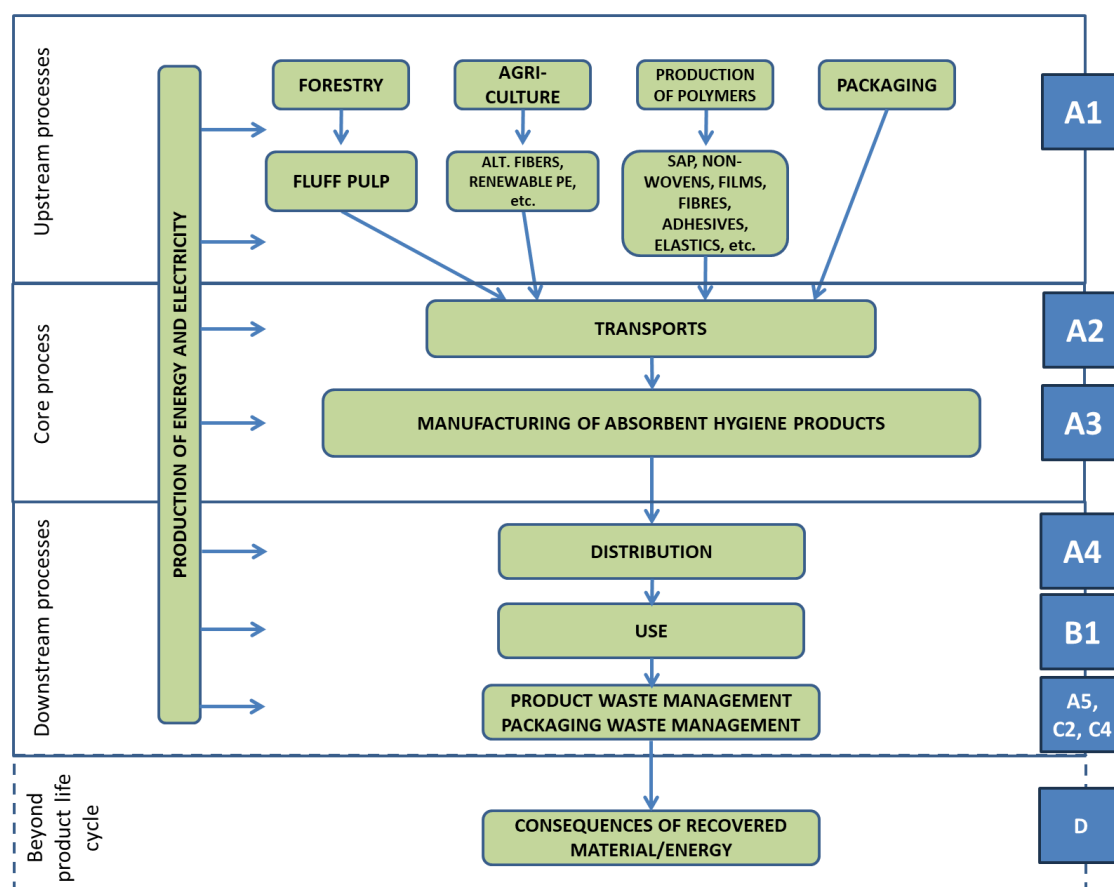 Upstream processes
PRODUCTION OF ENERGY AND ELECTRICITY
FORESTRY
AGRI-
CULTURE
PRODUCTION
OF POLYMERS
PACKAGING
A1
FLUFF PULP
ALT. FIBERS,
RENEWABLE PE,
etc.
SAP, NON-
WOVENS, FILMS,
FIBRES,
ADHESIVES,
ELASTICS, etc.
Core process
TRANSPORTS
A2
MANUFACTURING OF ABSORBENT HYGIENE PRODUCTS
A3
Downstream processes
DISTRIBUTION
A4
USE
B1
PRODUCT WASTE MANAGEMENT
PACKAGING WASTE MANAGEMENT
A5,
C2, C4
Beyond
product life
cycle
CONSEQUENCES OF RECOVERED
MATERIAL/ENERGY
D